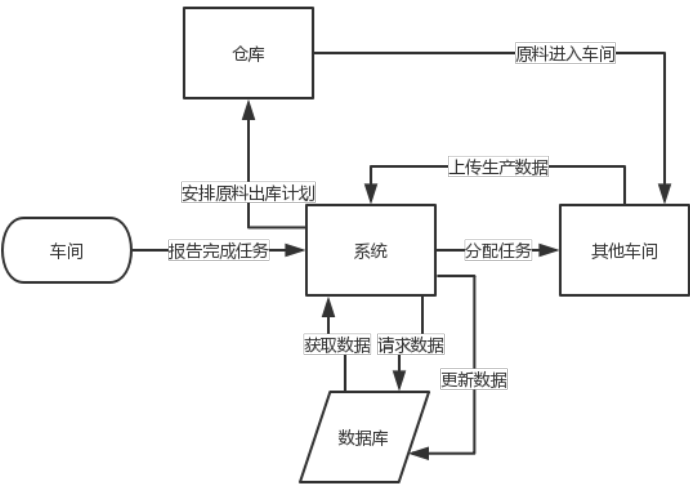 仓库
原料进入车间
上传生产数据
安排原料出库计划
车间
报告完成任务
系统
分配任务
其他车间
获取数据
请求数据
更新数据
数据库